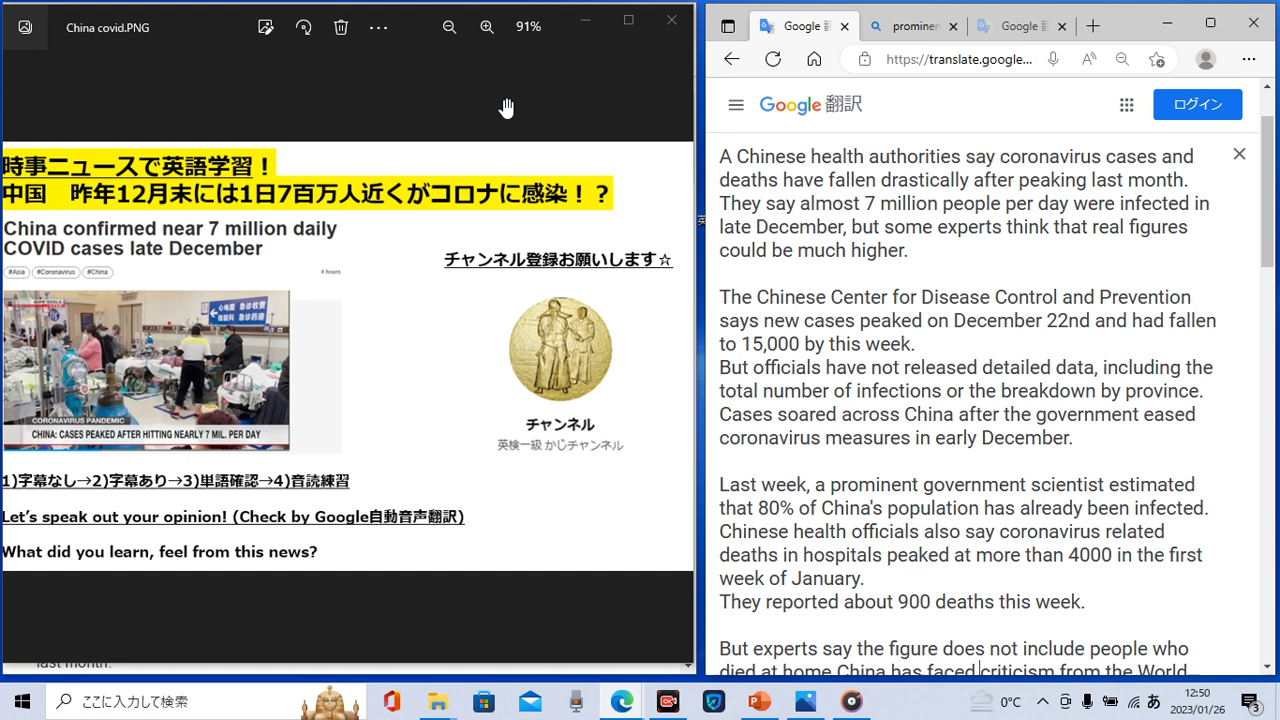 China covid.PNG
91%
時事ニュースで英語学習！
中国　昨年12月末には1日7百万人近くがコロナに感染！？
China confirmed near 7 million daily
COVID cases late December
#Asia
#Coronavirus
#China
4 hours
チャンネル登録お願いします☆
CORONAVIRUS PANDEMIC
CHINA: CASES PEAKED AFTER HITTING NEARLY 7 MIL. PER DAY
チャンネル
英検一級 かじチャンネル
1)字幕なし→2)字幕あり→3)単語確認→4)音読練習
Let's speak out your opinion! (Check by Google自動音声翻訳)
What did you learn, feel from this news?
last month.
Google
prominen
Google
https://translate.google...
Google 翻訳
ログイン
A Chinese health authorities say coronavirus cases and
deaths have fallen drastically after peaking last month.
They say almost 7 million people per day were infected in
late December, but some experts think that real figures
could be much higher.
The Chinese Center for Disease Control and Prevention
says new cases peaked on December 22nd and had fallen
to 15,000 by this week.
But officials have not released detailed data, including the
total number of infections or the breakdown by province.
Cases soared across China after the government eased
coronavirus measures in early December.
Last week, a prominent government scientist estimated
that 80% of China's population has already been infected.
Chinese health officials also say coronavirus related
deaths in hospitals peaked at more than 4000 in the first
week of January.
They reported about 900 deaths this week.
But experts say the figure does not include people who
died at home China has faced criticism from the World
ここに入力して検索
0°C
あ
12:50
2023/01/26
3